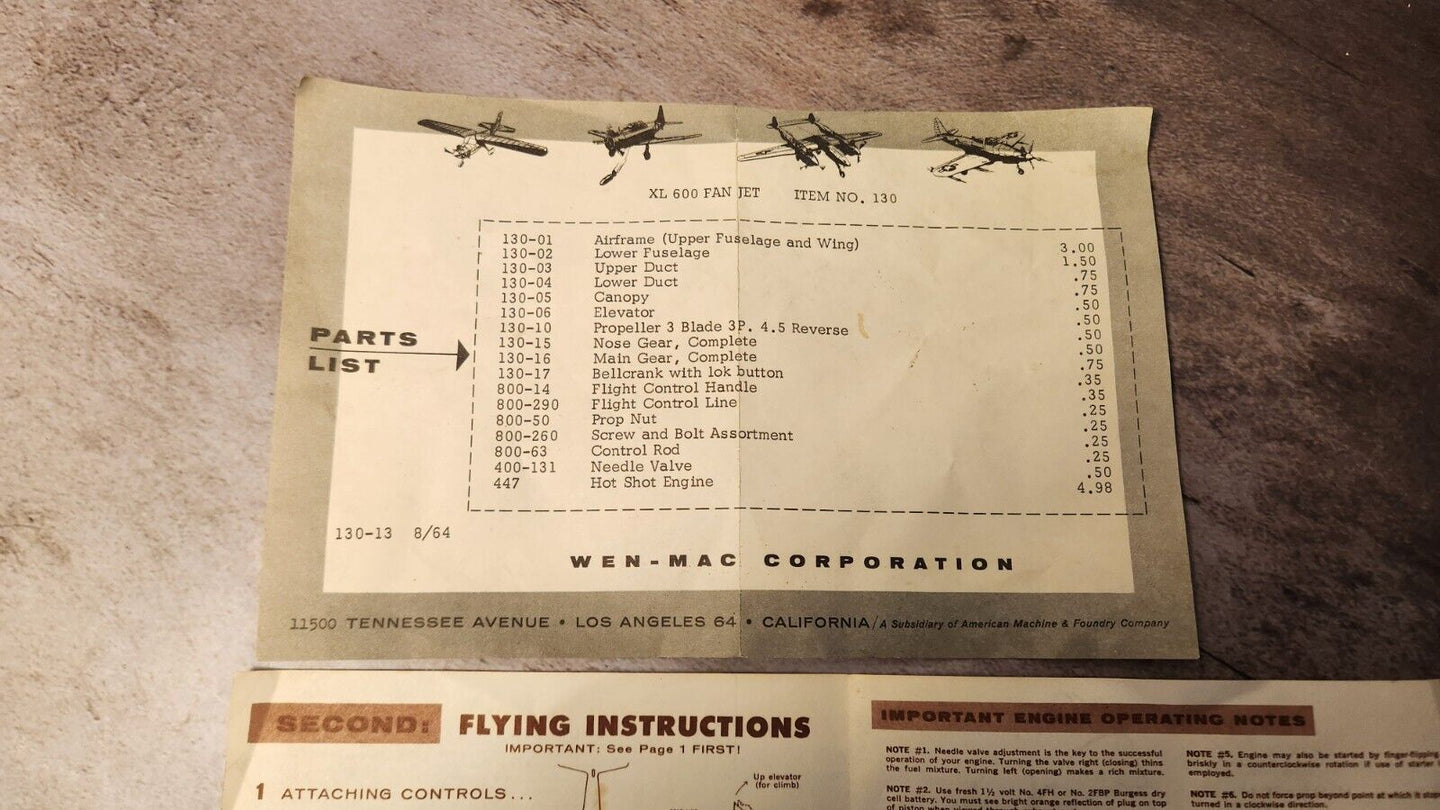 XL 600 FAN JET ITEM NO. 130
130-01 Airframe (Upper Fuselage and Wing) 3.00
130-02 Lower Fuselage 1.50
130-03 Upper Duct .75
130-04 Lower Duct .75
130-05 Canopy .50
130-06 Elevator .50
130-10 Propeller 3 Blade 3P. 4.5 Reverse .50
130-15 Nose Gear, Complete .50
130-16 Main Gear, Complete .75
130-17 Bellcrank with lok button .35
800-14 Flight Control Handle .35
800-290 Flight Control Line .25
800-50 Prop Nut .25
800-260 Screw and Bolt Assortment .25
800-63 Control Rod .25
400-131 Needle Valve .50
447 Hot Shot Engine 4.98
PARTS
LIST
130-13 8/64
WEN-MAC CORPORATION
11500 TENNESSEE AVENUE • LOS ANGELES 64 • CALIFORNIA / A Subsidiary of American Machine & Foundry Company
SECOND: FLYING INSTRUCTIONS
IMPORTANT: See Page 1 FIRST!
1 ATTACHING CONTROLS...
Up elevator
(for climb)
IMPORTANT ENGINE OPERATING NOTES
NOTE #1. Needle valve adjustment is the key to the successful
operation of your engine. Turning the valve right (closing) thins
the fuel mixture. Turning left (opening) makes a rich mixture.
NOTE #2. Use fresh 1½ volt No. 4FH or No. 2FBP Burgess dry
cell battery. You must see bright orange reflection of plug on top
of piston when viewed through
NOTE #5. Engine may also be started by finger-flipping
briskly in a counterclockwise rotation if use of starter
employed.
NOTE #6. Do not force prop beyond point at which it stops
turned in a clockwise direction.